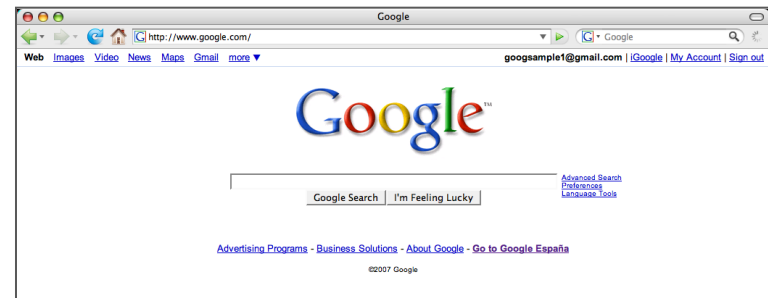 Google
http://www.google.com/
G Google
Web Images Video News Maps Gmail more ▼
googsample1@gmail.com | iGoogle | My Account | Sign out
Google™
Advanced Search
Preferences
Language Tools
Google Search I'm Feeling Lucky
Advertising Programs - Business Solutions - About Google - Go to Google España
©2007 Google